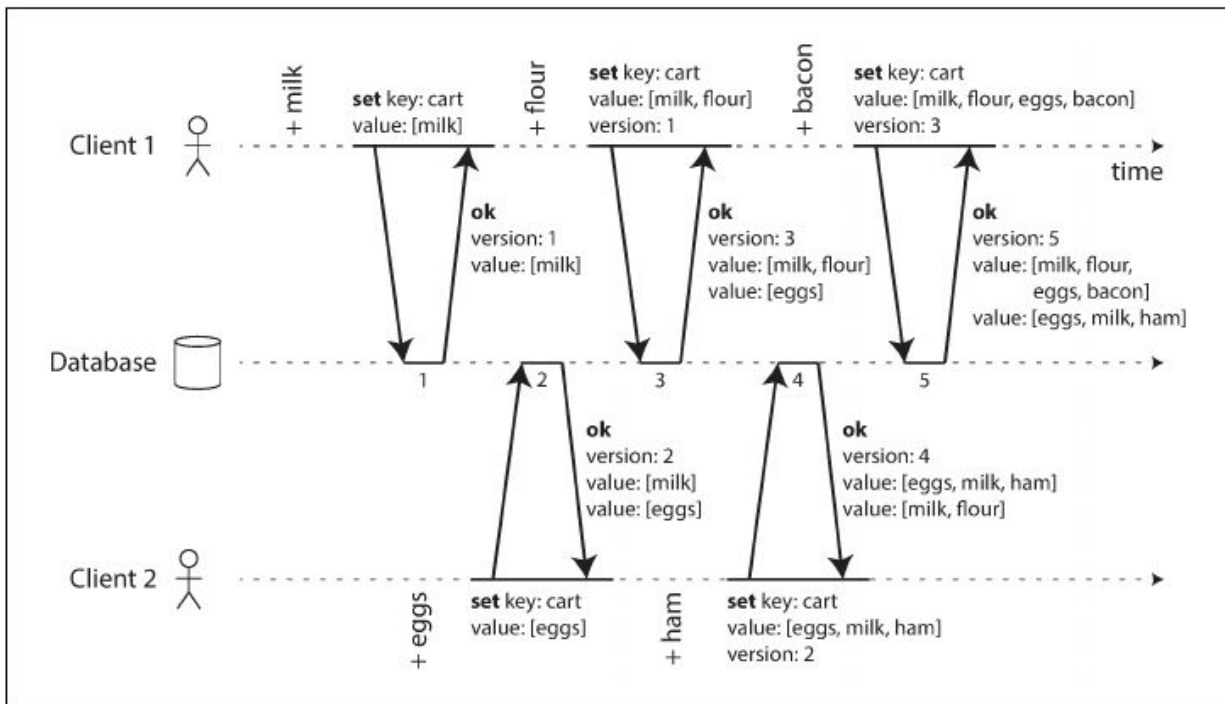 + milk
set key: cart
value: [milk]
+ flour
set key: cart
value: [milk, flour]
version: 1
+ bacon
set key: cart
value: [milk, flour, eggs, bacon]
version: 3
Client 1
time
ok
version: 1
value: [milk]
ok
version: 3
value: [milk, flour]
value: [eggs]
ok
version: 5
value: [milk, flour,
eggs, bacon]
value: [eggs, milk, ham]
Database
1
2
3
4
5
ok
version: 2
value: [milk]
value: [eggs]
ok
version: 4
value: [eggs, milk, ham]
value: [milk, flour]
Client 2
+ eggs
set key: cart
value: [eggs]
+ ham
set key: cart
value: [eggs, milk, ham]
version: 2